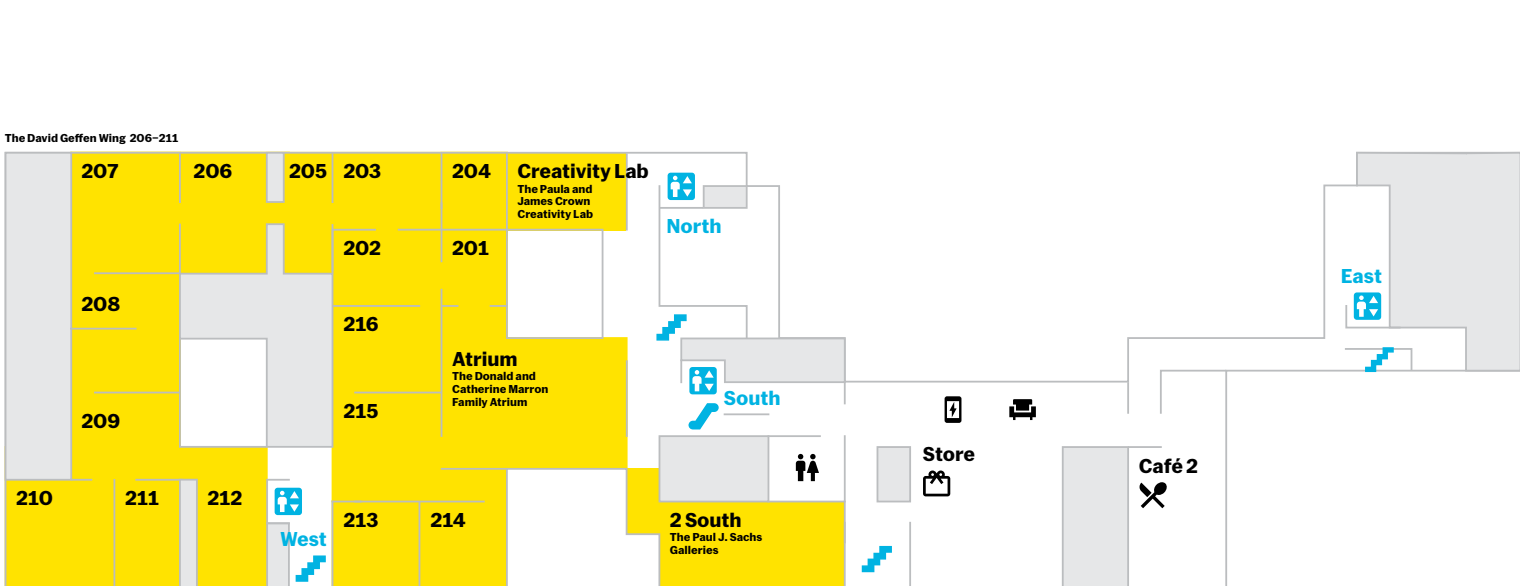 The David Geffen Wing 206–211
207
206
205
203
204
Creativity Lab
The Paula and
James Crown
Creativity Lab
North
202
201
East
208
216
Atrium
The Donald and
Catherine Marron
Family Atrium
South
209
215
Store
Café 2
210
211
212
West
213
214
2 South
The Paul J. Sachs
Galleries